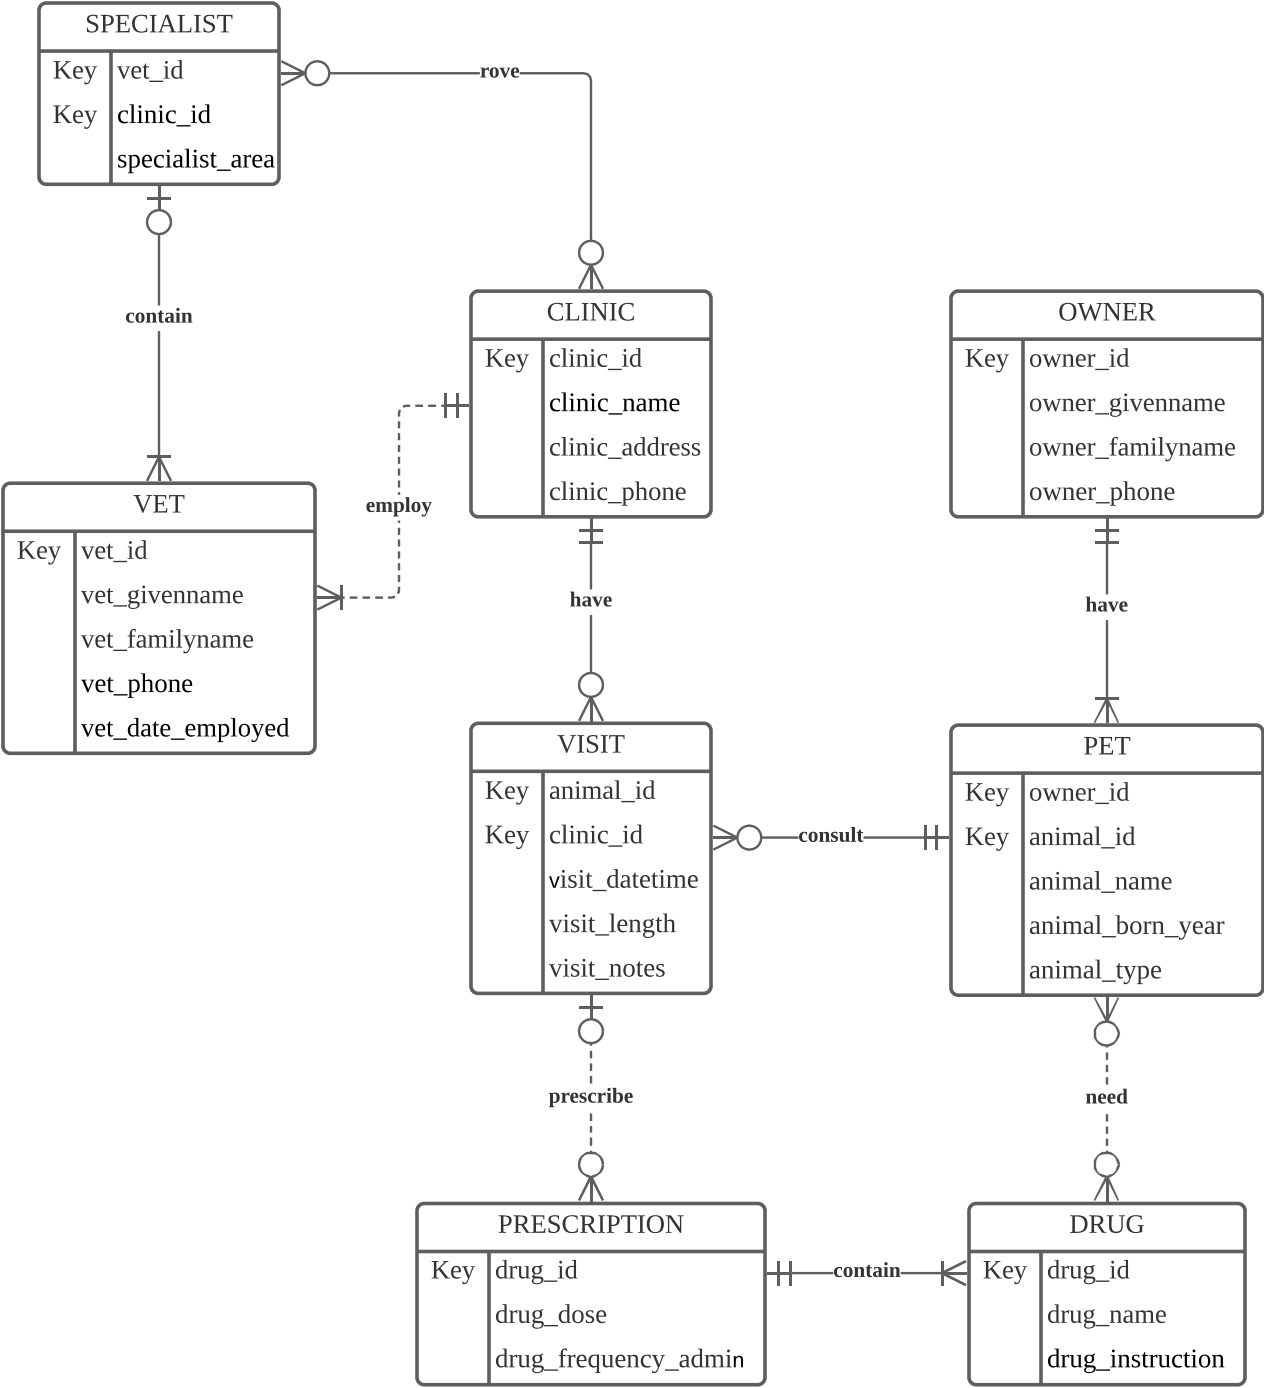 SPECIALIST
Key vet_id
Key clinic_id
specialist_area
rove
contain
CLINIC
Key clinic_id
clinic_name
clinic_address
clinic_phone
OWNER
Key owner_id
owner_givenname
owner_familyname
owner_phone
employ
VET
Key vet_id
vet_givenname
vet_familyname
vet_phone
vet_date_employed
have
have
VISIT
Key animal_id
Key clinic_id
visit_datetime
visit_length
visit_notes
consult
PET
Key owner_id
Key animal_id
animal_name
animal_born_year
animal_type
prescribe
need
PRESCRIPTION
Key drug_id
drug_dose
drug_frequency_admin
contain
DRUG
Key drug_id
drug_name
drug_instruction